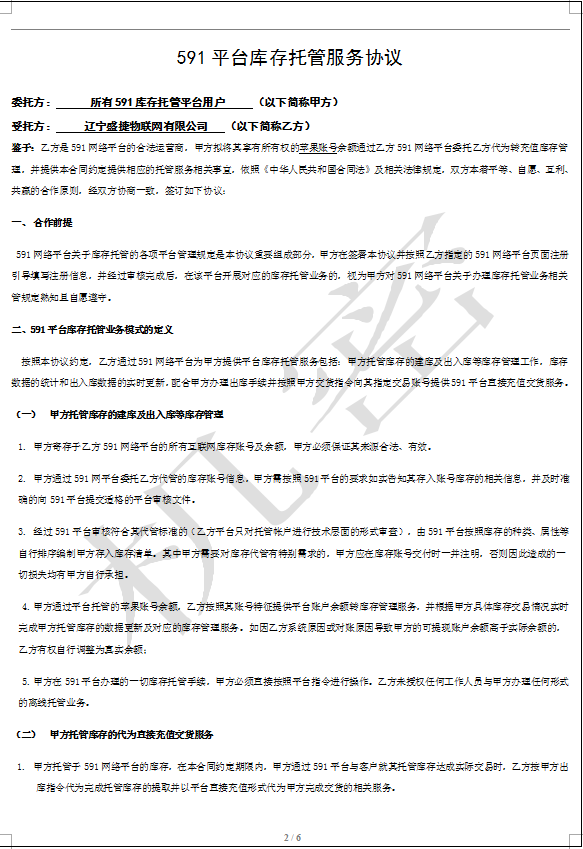 591 平台库存托管服务协议
委托方： 所有 591 库存托管平台用户 （以下简称甲方）
受托方： 辽宁盛捷物联网有限公司 （以下简称乙方）
鉴于：乙方是 591 网络平台的合法运营商，甲方拟将其享有所有权的苹果账号余额通过乙方 591 网络平台委托乙方代为转充值库存管
理，并提供本合同约定提供相应的托管服务相关事宜，依照《中华人民共和国合同法》及相关法律规定，双方本着平等、自愿、互利、
共赢的合作原则，经双方协商一致，签订如下协议：
一、 合作前提
591 网络平台关于库存托管的各项平台管理规定是本协议重要组成部分，甲方在签署本协议并按照乙方指定的 591 网络平台页面注册
引导填写注册信息，并经过审核完成后，在该平台开展对应的库存托管业务的，视为甲方对 591 网络平台关于办理库存托管业务相关
管规定熟知且自愿遵守。
二、591 平台库存托管业务模式的定义
按照本协议约定，乙方通过 591 网络平台为甲方提供平台库存托管服务包括：甲方托管库存的建库及出入库等库存管理工作，库存
数据的统计和出入库数据的实时更新，配合甲方办理出库手续并按照甲方交货指令向其指定交易账号提供 591 平台直接充值交货服务。
（一） 甲方托管库存的建库及出入库等库存管理
1. 甲方寄存于乙方 591 网络平台的所有互联网库存账号及余额，甲方必须保证其来源合法、有效。
2. 甲方通过 591 网平台委托乙方代管的库存账号信息，甲方需按照 591 平台的要求如实告知其存入账号库存的相关信息，并及时准
确的向 591 平台提交适格的平台审核文件。
3. 经过 591 平台审核符合其代管标准的（乙方平台只对托管帐户进行技术层面的形式审查），由 591 平台按照库存的种类、属性等
自行排序编制甲方存入库存清单。其中甲方需要对库存代管有特别需求的，甲方应在库存账号交付时一并注明，否则因此造成的一
切损失均有甲方自行承担。
4. 甲方通过平台托管的苹果账号余额，乙方按照其账号特征提供平台账户余额转库存管理服务，并根据甲方具体库存交易情况实时
完成甲方托管库存的数据更新及对应的库存管理服务。如因乙方系统原因或对账原因导致甲方的可提现账户余额高于实际余额的，
乙方有权自行调整为真实余额；
5. 甲方在 591 平台办理的一切库存托管手续，甲方必须直接按照平台指令进行操作。乙方未授权任何工作人员与甲方办理任何形式
的离线托管业务。
（二） 甲方托管库存的代为直接充值交货服务
1. 甲方托管于 591 网络平台的库存，在本合同约定期限内，甲方通过 591 平台与客户就其托管库存达成实际交易时，乙方按甲方出
库指令代为完成托管库存的提取并以平台直接充值形式代为甲方完成交货的相关服务。
机密
2 / 6